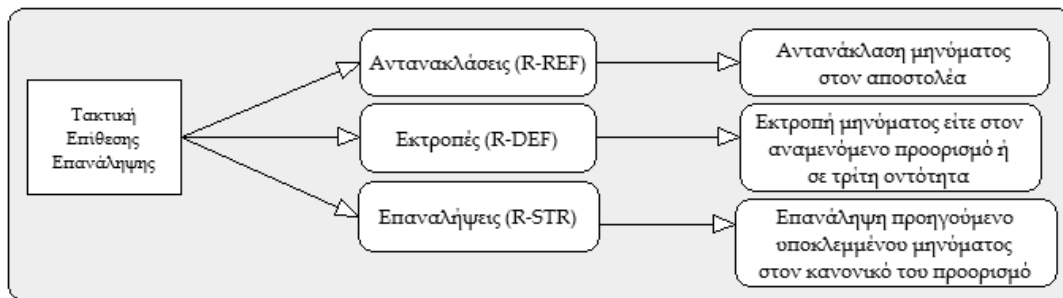 Τακτική
Επίθεσης
Επανάληψης
Αντανακλάσεις (R-REF)
Αντανάκλαση μηνύματος
στον αποστολέα
Εκτροπές (R-DEF)
Εκτροπή μηνύματος είτε στον
αναμενόμενο προορισμό ή
σε τρίτη οντότητα
Επαναλήψεις (R-STR)
Επανάληψη προηγούμενο
υποκλεμμένου μηνύματος
στον κανονικό του προορισμό